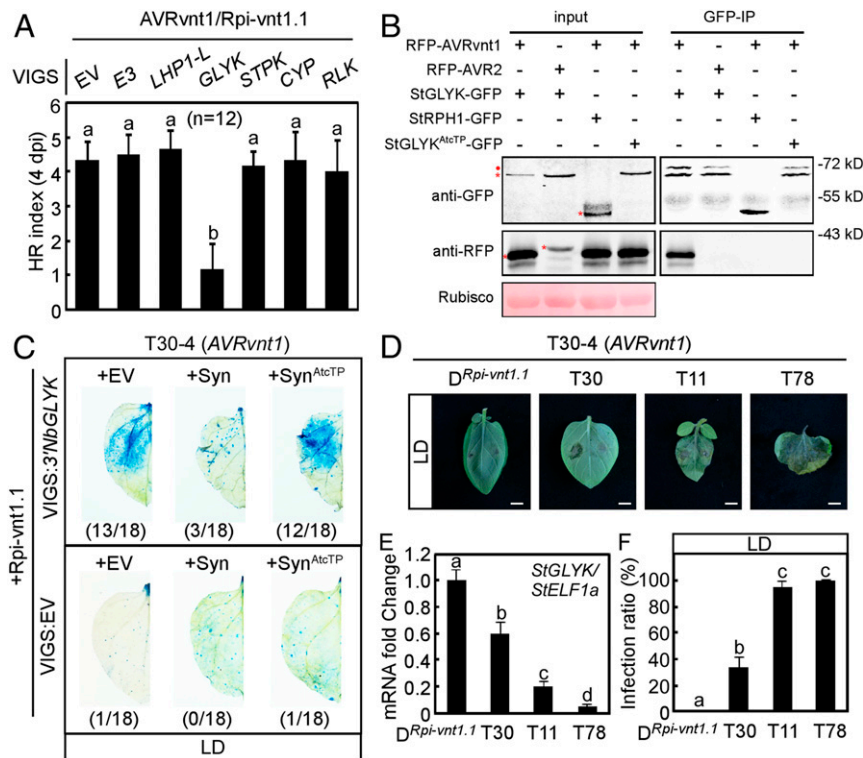 A
AVRvnt1/Rpi-vnt1.1
VIGS EV E3 LHP1-L GLYK STPK CYP RLK
HR index (4 dpi)
6
5
4
3
2
1
0
(n=12)
a a a b a a a
B
input GFP-IP
RFP-AVRvnt1 + - + + + - + +
RFP-AVR2 - + - - - + - -
StGLYK-GFP + + - - + + - -
StRPH1-GFP - - + - - - + -
StGLYK^AtcTP-GFP - - - + - - - +
anti-GFP
-72 kD
-55 kD
anti-RFP
-43 kD
Rubisco
C
T30-4 (AVRvnt1)
+Rpi-vnt1.1
VIGS:3'NbGLYK
+EV +Syn +Syn^AtcTP
(13/18) (3/18) (12/18)
VIGS:EV
+EV +Syn +Syn^AtcTP
(1/18) (0/18) (1/18)
LD
D
T30-4 (AVRvnt1)
D^Rpi-vnt1.1 T30 T11 T78
LD
E
mRNA fold Change
1.2
1.0
0.8
0.6
0.4
0.2
0
StGLYK/
StELF1a
a b c d
D^Rpi-vnt1.1 T30 T11 T78
F
LD
Infection ratio (%)
100
80
60
40
20
0
a b c c
D^Rpi-vnt1.1 T30 T11 T78